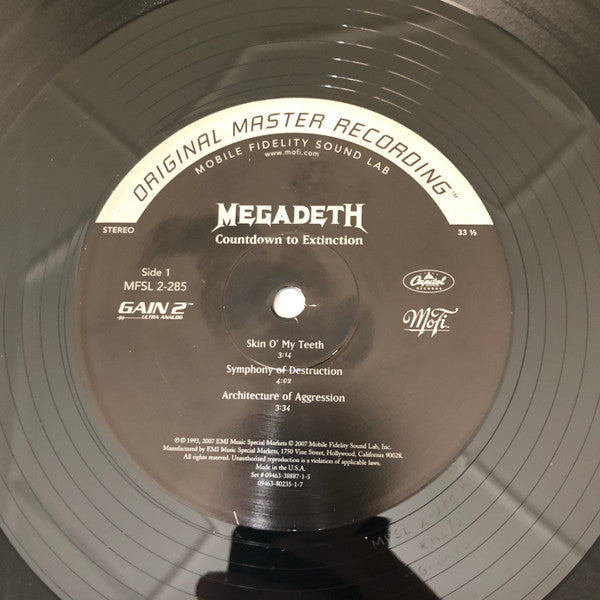 ORIGINAL MASTER RECORDING™
MOBILE FIDELITY SOUND LAB
www.mofi.com
STEREO
33 ⅓
MEGADETH
Countdown to Extinction
Side 1
MFSL 2-285
GAIN 2™
ULTRA ANALOG
Capitol
RECORDS
MoFi
Skin O' My Teeth
3:14
Symphony of Destruction
4:02
Architecture of Aggression
3:34
℗ © 1993, 2007 EMI Music Special Markets © 2007 Mobile Fidelity Sound Lab, Inc.
Manufactured by EMI Music Special Markets, 1750 Vine Street, Hollywood, California 90028.
All rights reserved. Unauthorized reproduction is a violation of applicable laws.
Made in the U.S.A.
Set # 09463-38887-1-5
09463-80235-1-7
MFSL